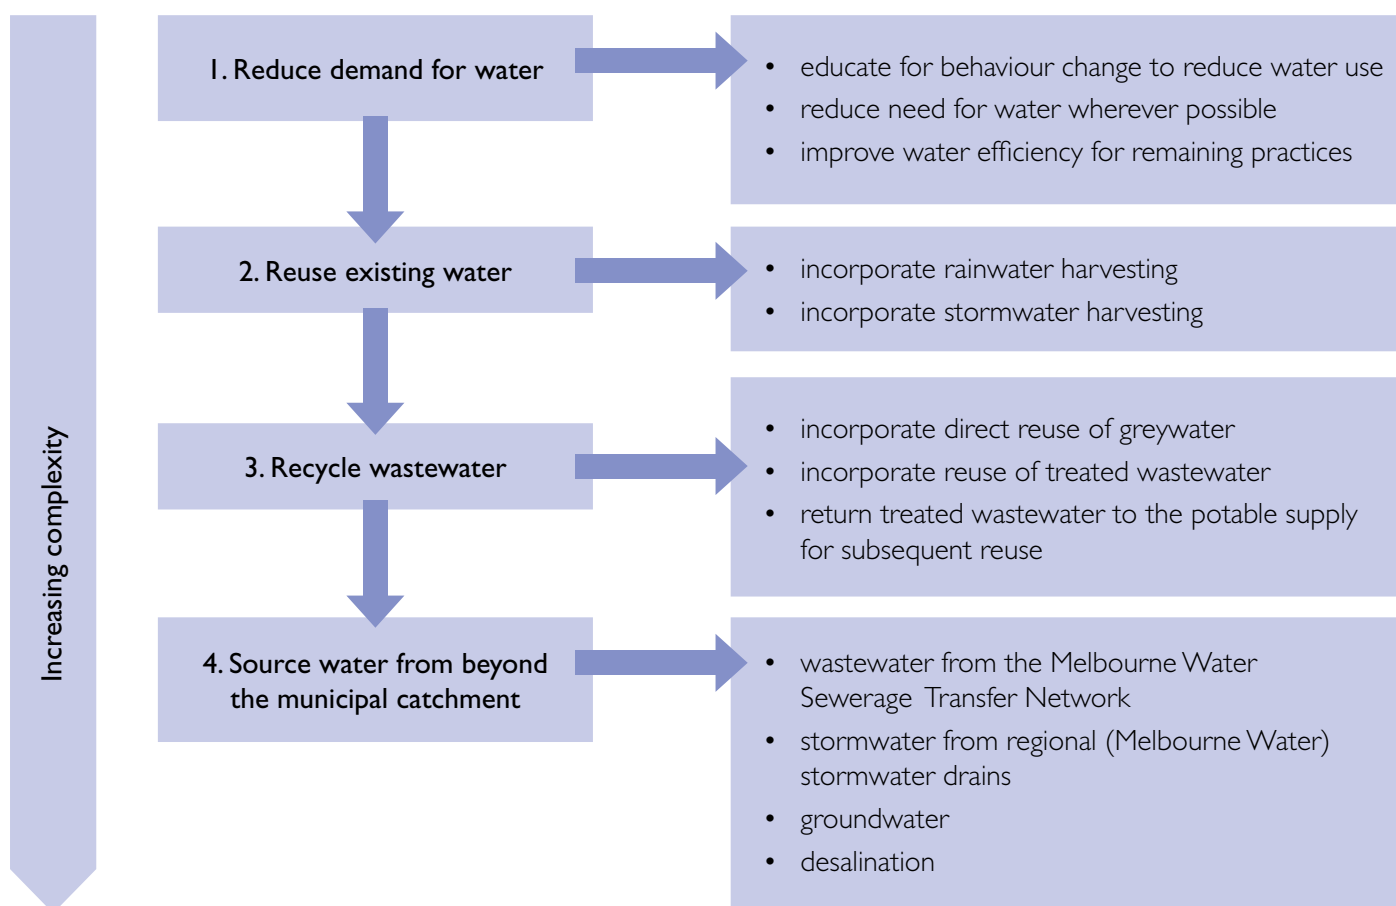 1. Reduce demand for water
• educate for behaviour change to reduce water use
• reduce need for water wherever possible
• improve water efficiency for remaining practices
2. Reuse existing water
• incorporate rainwater harvesting
• incorporate stormwater harvesting
3. Recycle wastewater
• incorporate direct reuse of greywater
• incorporate reuse of treated wastewater
• return treated wastewater to the potable supply
for subsequent reuse
4. Source water from beyond
the municipal catchment
• wastewater from the Melbourne Water
Sewerage Transfer Network
• stormwater from regional (Melbourne Water)
stormwater drains
• groundwater
• desalination
Increasing complexity